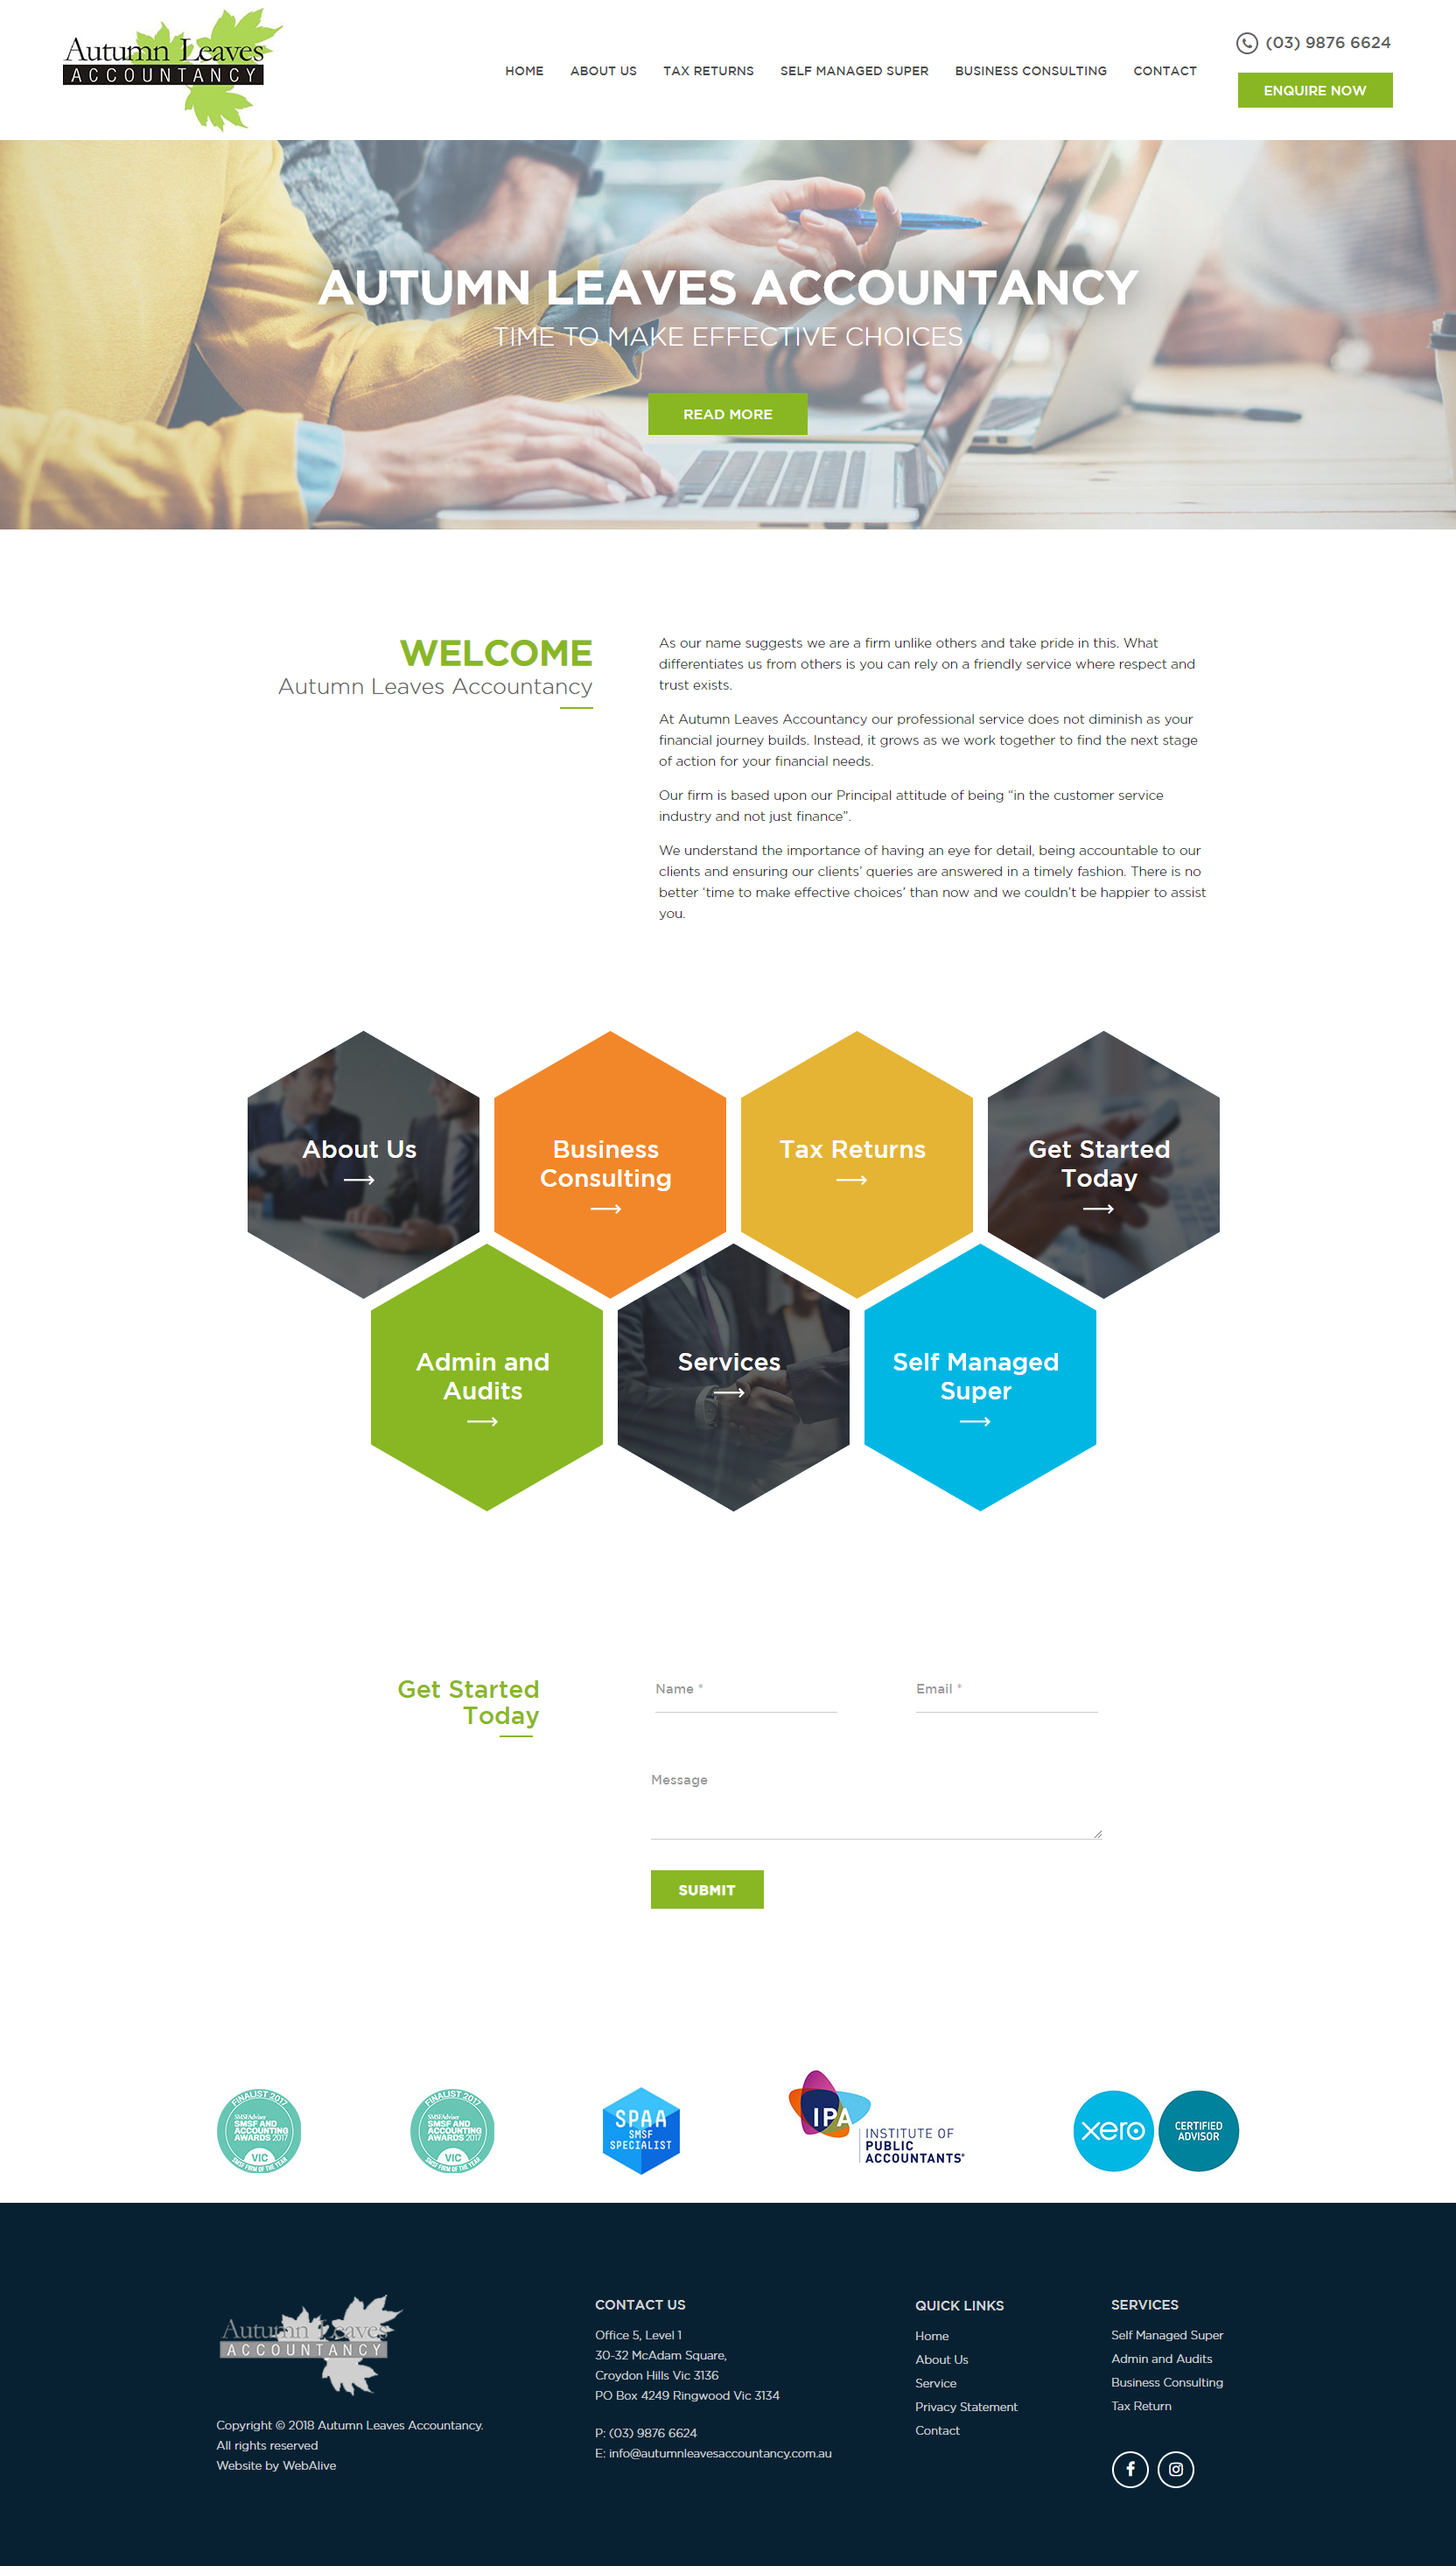 Autumn Leaves
ACCOUNTANCY
(03) 9876 6624
HOME ABOUT US TAX RETURNS SELF MANAGED SUPER BUSINESS CONSULTING CONTACT
ENQUIRE NOW
AUTUMN LEAVES ACCOUNTANCY
TIME TO MAKE EFFECTIVE CHOICES
READ MORE
WELCOME
Autumn Leaves Accountancy
As our name suggests we are a firm unlike others and take pride in this. What
differentiates us from others is you can rely on a friendly service where respect and
trust exists.
At Autumn Leaves Accountancy our professional service does not diminish as your
financial journey builds. Instead, it grows as we work together to find the next stage
of action for your financial needs.
Our firm is based upon our Principal attitude of being “in the customer service
industry and not just finance”.
We understand the importance of having an eye for detail, being accountable to our
clients and ensuring our clients’ queries are answered in a timely fashion. There is no
better ‘time to make effective choices’ than now and we couldn’t be happier to assist
you.
About Us
Business
Consulting
Tax Returns
Get Started
Today
Admin and
Audits
Services
Self Managed
Super
Get Started
Today
Name *
Email *
Message
SUBMIT
FINALIST 2017
SMSFAdviser
SMSF AND
ACCOUNTING
AWARDS 2017
VIC
SMSF FIRM OF THE YEAR
FINALIST 2017
SMSFAdviser
SMSF AND
ACCOUNTING
AWARDS 2017
VIC
SMSF FIRM OF THE YEAR
SPAA
SMSF
SPECIALIST
IPA
INSTITUTE OF
PUBLIC
ACCOUNTANTS®
xero
CERTIFIED
ADVISOR
Autumn Leaves
ACCOUNTANCY
Copyright © 2018 Autumn Leaves Accountancy.
All rights reserved
Website by WebAlive
CONTACT US
Office 5, Level 1
30-32 McAdam Square,
Croydon Hills Vic 3136
PO Box 4249 Ringwood Vic 3134
P: (03) 9876 6624
E: info@autumnleavesaccountancy.com.au
QUICK LINKS
Home
About Us
Service
Privacy Statement
Contact
SERVICES
Self Managed Super
Admin and Audits
Business Consulting
Tax Return